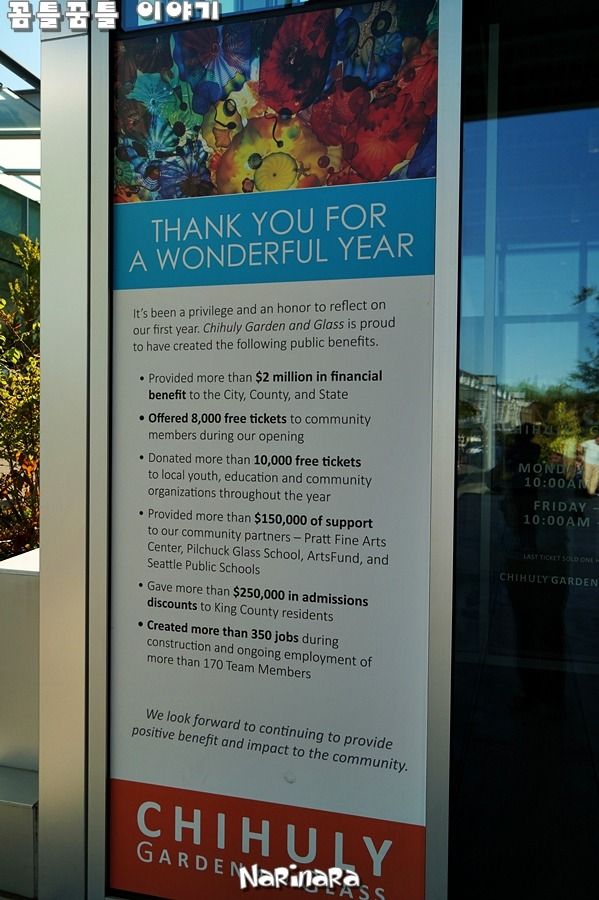 꼼틀꿈틀 이야기
THANK YOU FOR
A WONDERFUL YEAR
It's been a privilege and an honor to reflect on
our first year. Chihuly Garden and Glass is proud
to have created the following public benefits.
• Provided more than $2 million in financial
benefit to the City, County, and State
• Offered 8,000 free tickets to community
members during our opening
• Donated more than 10,000 free tickets
to local youth, education and community
organizations throughout the year
• Provided more than $150,000 of support
to our community partners – Pratt Fine Arts
Center, Pilchuck Glass School, ArtsFund, and
Seattle Public Schools
• Gave more than $250,000 in admissions
discounts to King County residents
• Created more than 350 jobs during
construction and ongoing employment of
more than 170 Team Members
We look forward to continuing to provide
positive benefit and impact to the community.
CHIHULY
GARDEN GLASS
NaRiNaRa
CHIHULY
10:00AM
FRIDAY –
10:00AM
LAST TICKET SOLD ONE
CHIHULY GARDEN